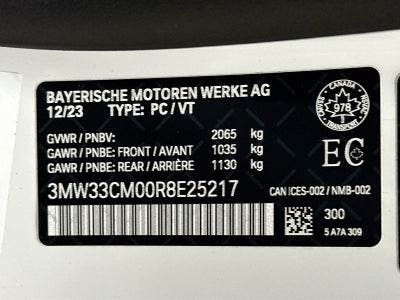 BAYERISCHE MOTOREN WERKE AG
12/23 TYPE: PC/VT
GVWR / PNBV: 2065 kg
GAWR / PNBE: FRONT / AVANT 1035 kg
GAWR / PNBE: REAR / ARRIÈRE 1130 kg
CANADA
978
TRANSPORT
EC
3MW33CM00R8E25217
CAN ICES-002 / NMB-002
300
5 A7A 309